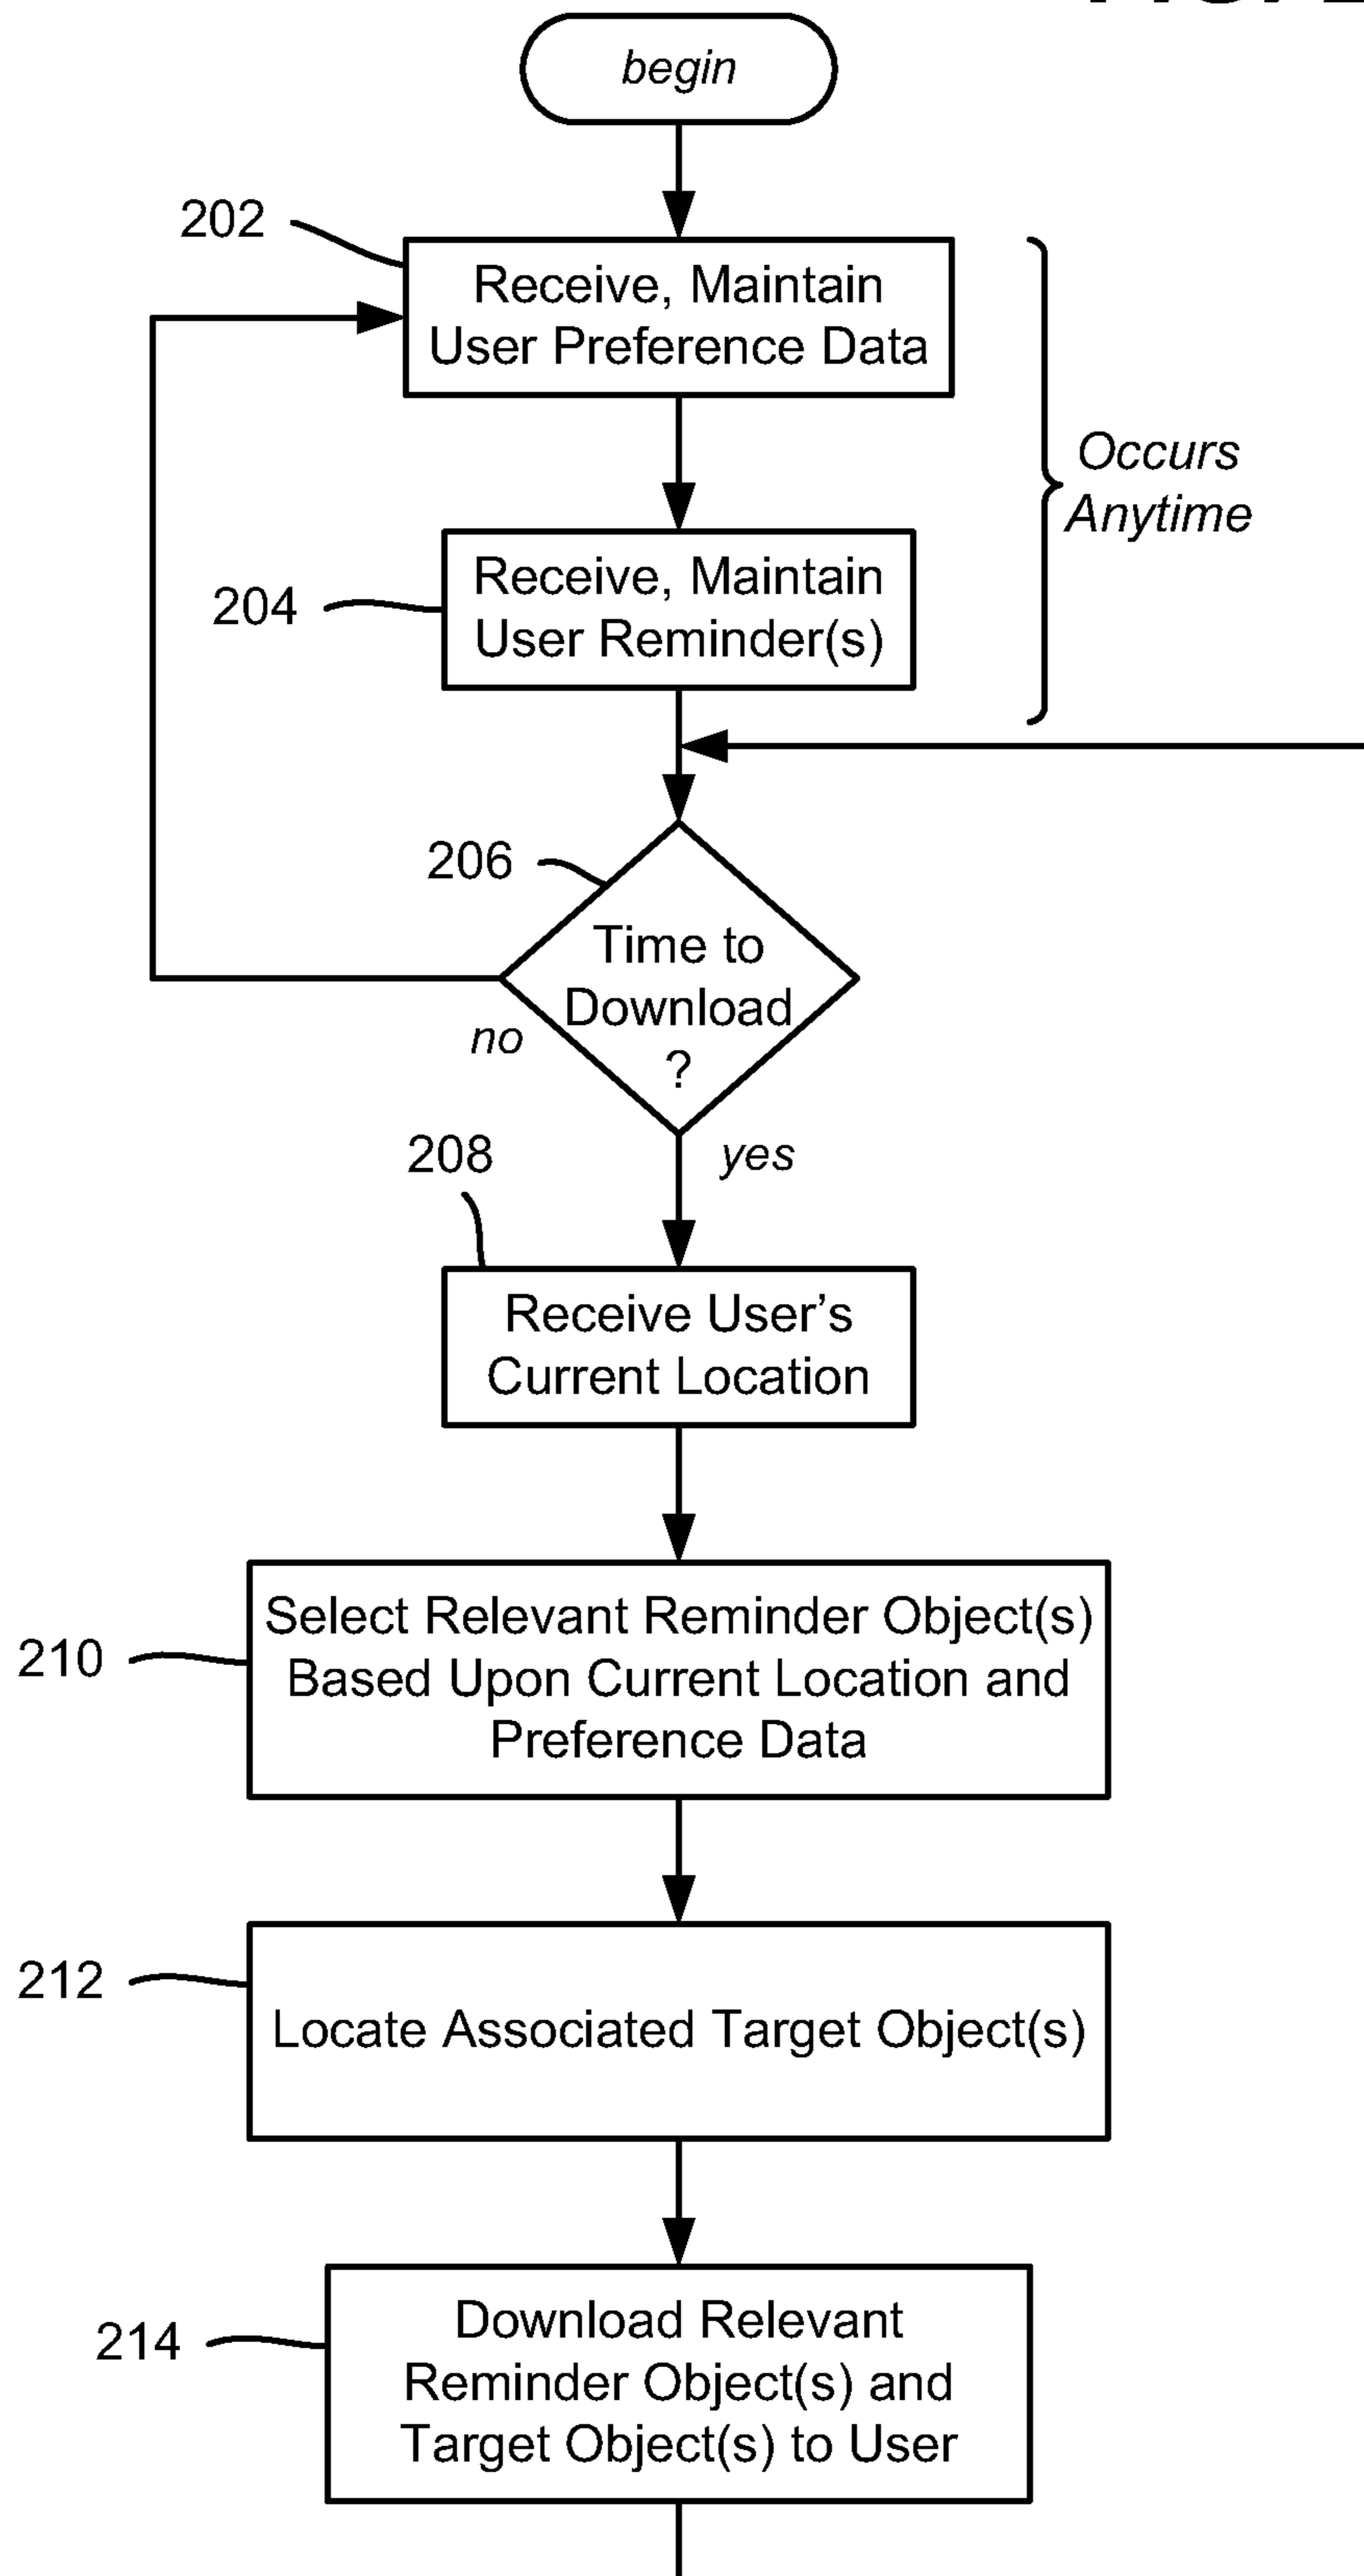 begin
202
Receive, Maintain
User Preference Data
Occurs
Anytime
204
Receive, Maintain
User Reminder(s)
206
Time to
Download
?
no
yes
208
Receive User’s
Current Location
210
Select Relevant Reminder Object(s)
Based Upon Current Location and
Preference Data
212
Locate Associated Target Object(s)
214
Download Relevant
Reminder Object(s) and
Target Object(s) to User